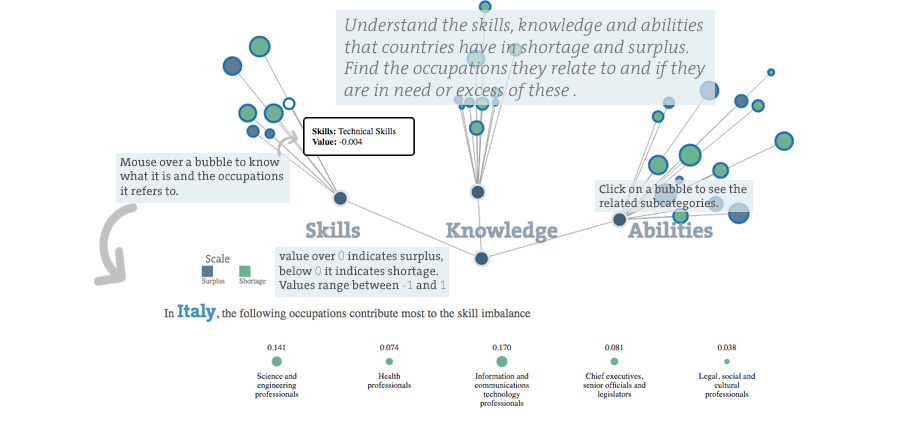 Understand the skills, knowledge and abilities
that countries have in shortage and surplus.
Find the occupations they relate to and if they
are in need or excess of these .
Skills: Technical Skills
Value: -0.004
Mouse over a bubble to know
what it is and the occupations
it refers to.
Click on a bubble to see the
related subcategories.
Skills
Knowledge
Abilities
Scale
Surplus
Shortage
value over 0 indicates surplus,
below 0 it indicates shortage.
Values range between -1 and 1
In Italy, the following occupations contribute most to the skill imbalance
0.141
Science and
engineering
professionals
0.074
Health
professionals
0.170
Information and
communications
technology
professionals
0.081
Chief executives,
senior officials and
legislators
0.038
Legal, social and
cultural
professionals